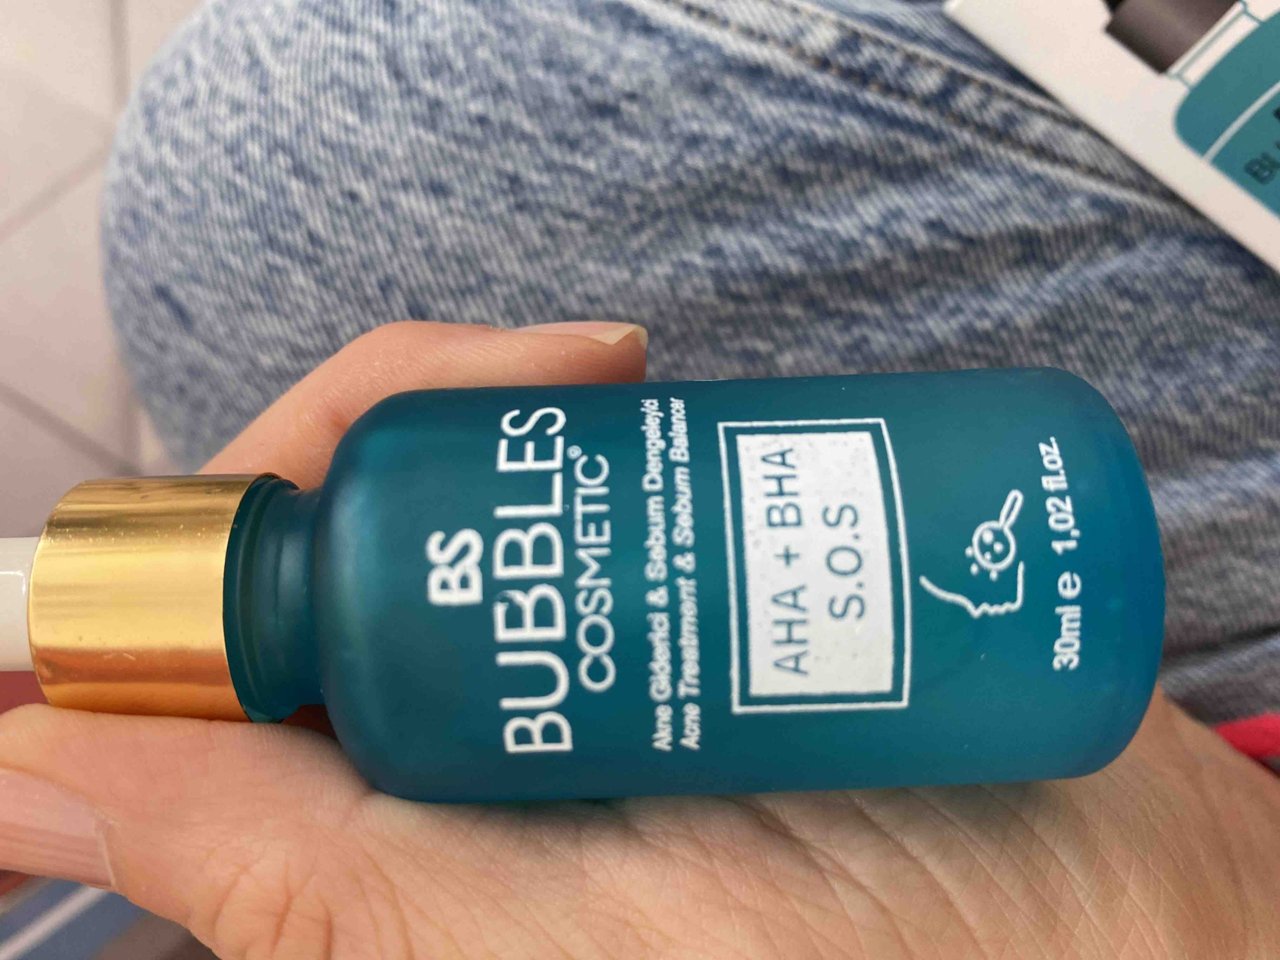 BS
BUBBLES
COSMETIC®
Akne Giderici & Sebum Dengeleyici
Acne Treatment & Sebum Balancer
AHA + BHA
S.O.S
30ml e 1,02 fl.oz.